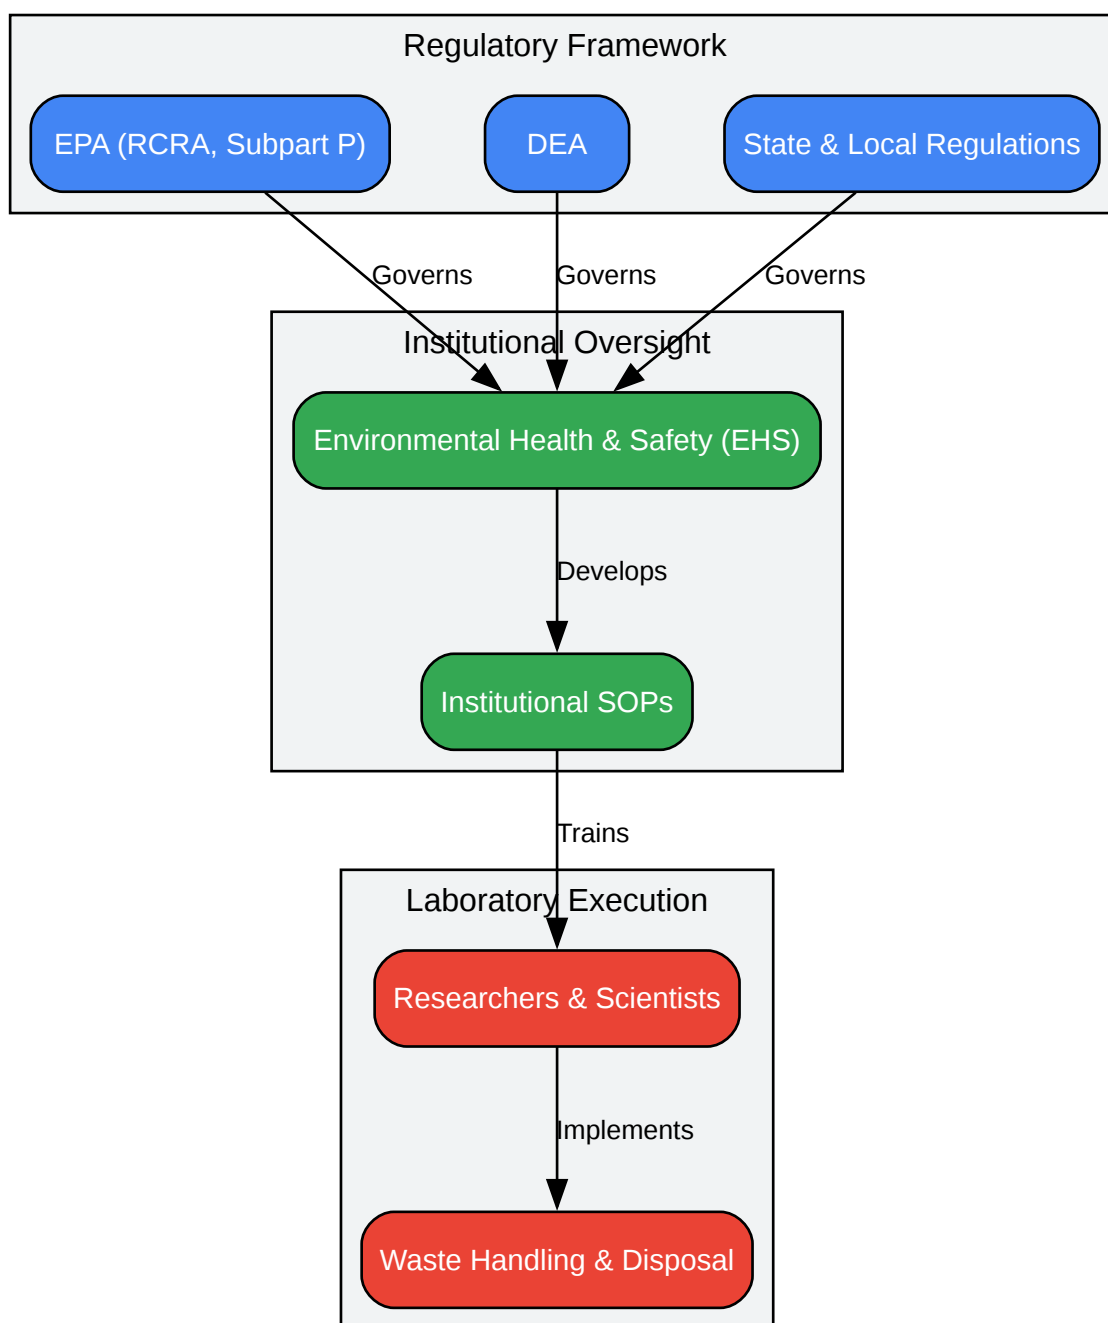 Regulatory Framework
EPA (RCRA, Subpart P)
DEA
State & Local Regulations
Governs
Governs
Governs
Institutional Oversight
Environmental Health & Safety (EHS)
Develops
Institutional SOPs
Trains
Laboratory Execution
Researchers & Scientists
Implements
Waste Handling & Disposal